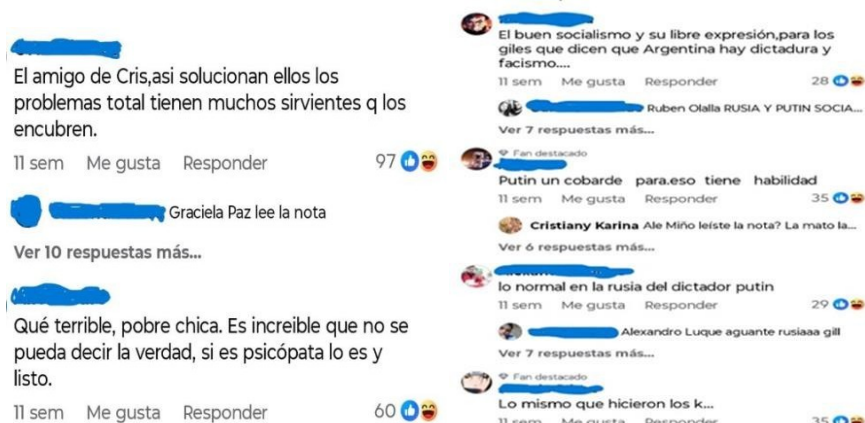 El amigo de Cris,asi solucionan ellos los
problemas total tienen muchos sirvientes q los
encubren.
11 sem Me gusta Responder 97
Graciela Paz lee la nota
Ver 10 respuestas más...
Qué terrible, pobre chica. Es increible que no se
pueda decir la verdad, si es psicópata lo es y
listo.
11 sem Me gusta Responder 60
El buen socialismo y su libre expresión,para los
giles que dicen que Argentina hay dictadura y
facismo....
11 sem Me gusta Responder 28
Ruben Olalla RUSIA Y PUTIN SOCIA...
Ver 7 respuestas más...
Fan destacado
Putin un cobarde para.eso tiene habilidad
11 sem Me gusta Responder 35
Cristiany Karina Ale Miño leíste la nota? La mato la...
Ver 6 respuestas más...
lo normal en la rusia del dictador putin
11 sem Me gusta Responder 29
Alexandro Luque aguante rusiaaa gill
Ver 7 respuestas más...
Fan destacado
Lo mismo que hicieron los k...
11 sem Me gusta Responder 35